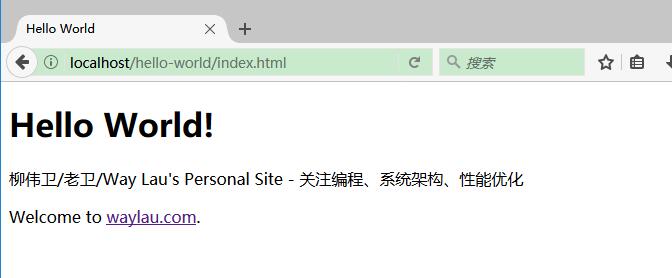 Hello World
localhost/hello-world/index.html
搜索
Hello World!
柳伟卫/老卫/Way Lau's Personal Site - 关注编程、系统架构、性能优化
Welcome to waylau.com.